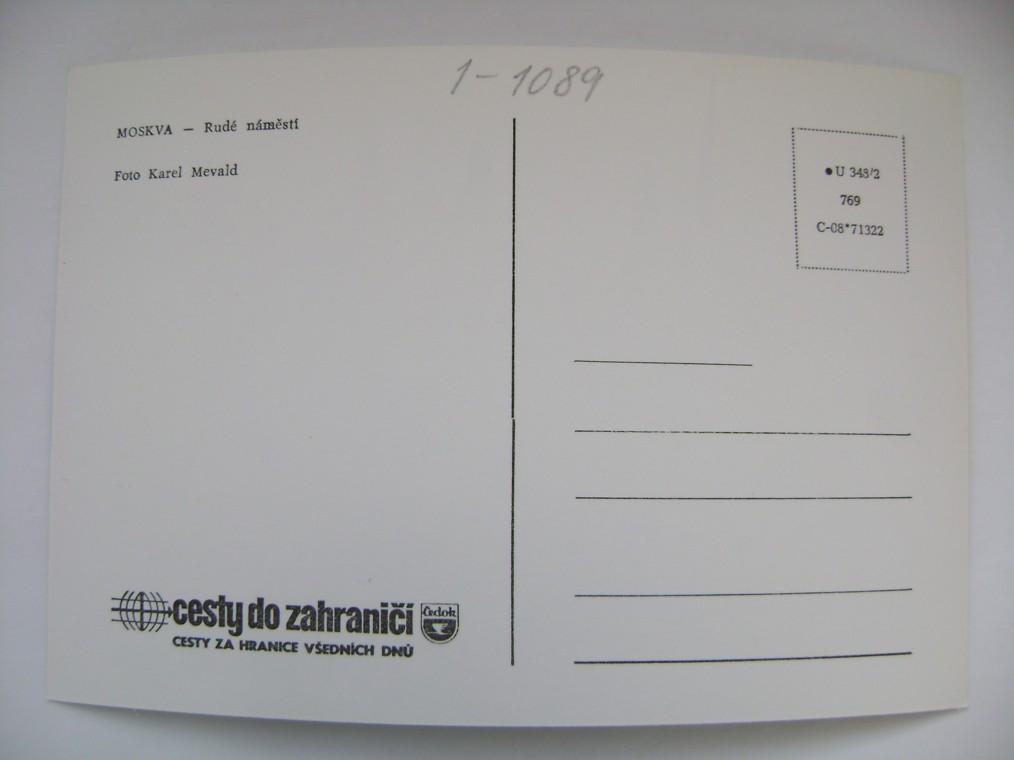 1-1089
MOSKVA — Rudé náměstí
Foto Karel Mevald
● U 348/2
769
C-08*71322
cesty do zahraničí
Čedok
CESTY ZA HRANICE VŠEDNÍCH DNŮ